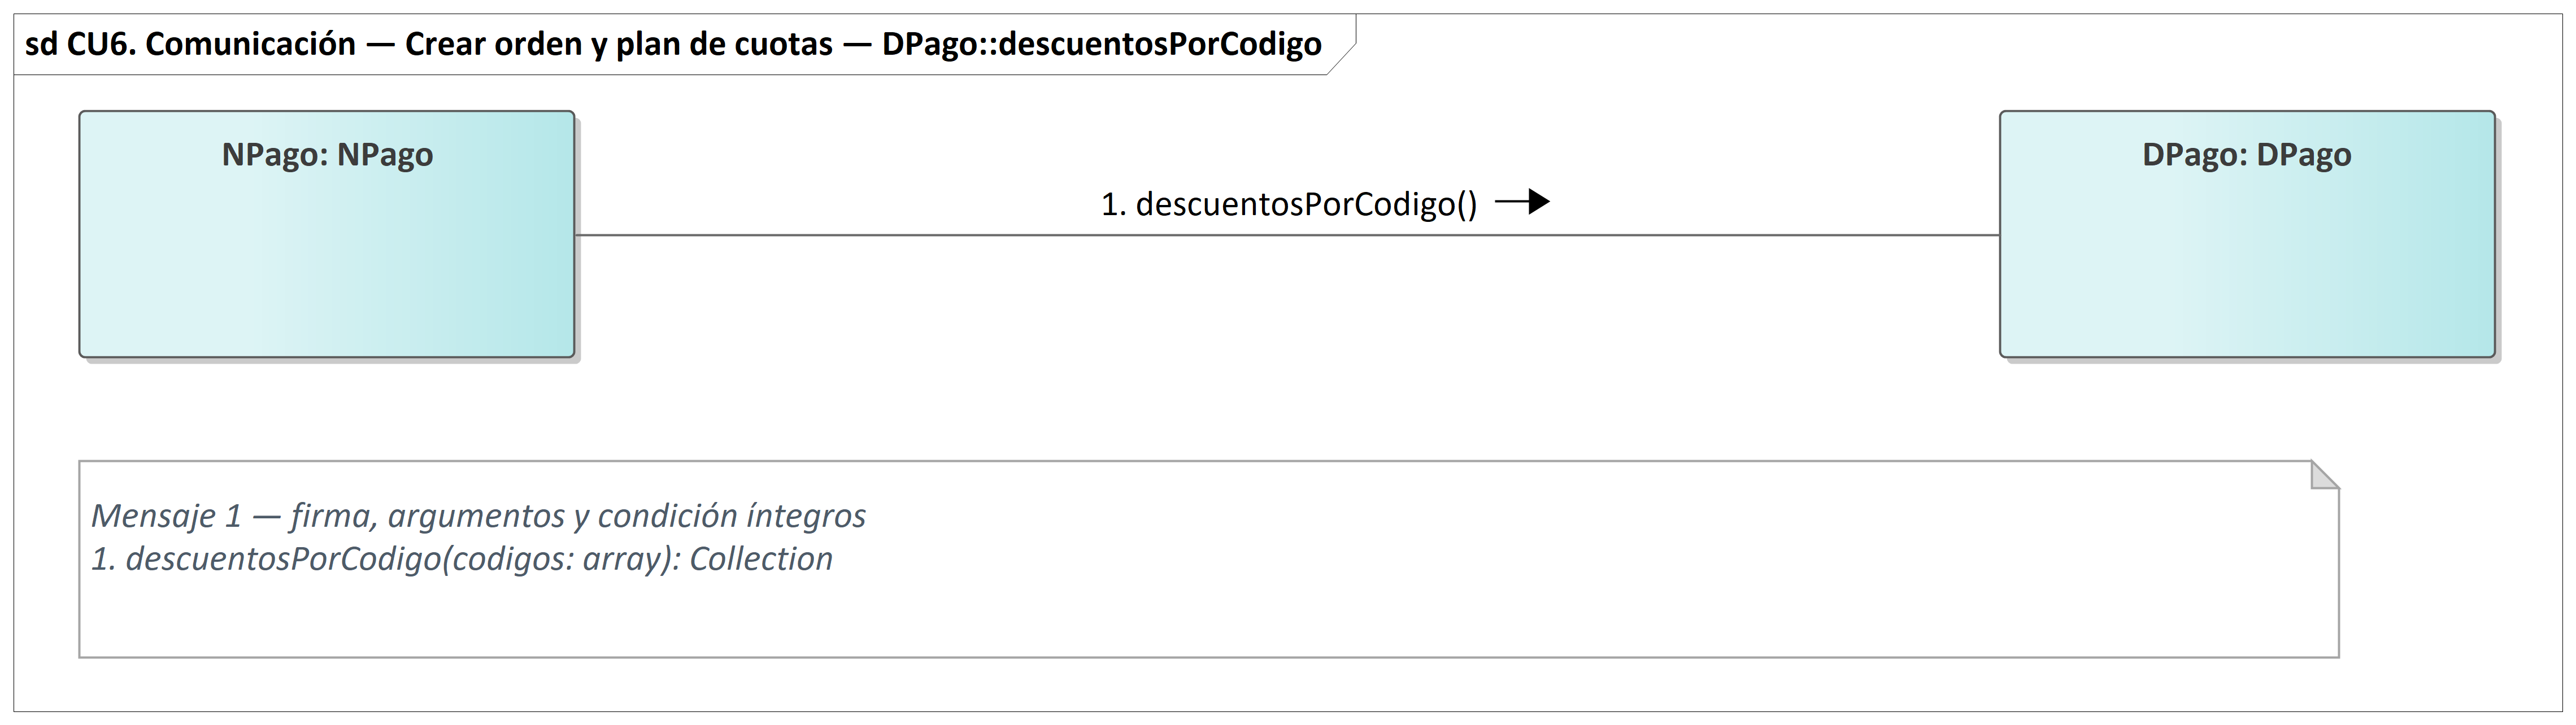 sd CU6. Comunicación — Crear orden y plan de cuotas — DPago::descuentosPorCodigo
NPago: NPago
DPago: DPago
1. descuentosPorCodigo()
Mensaje 1 — firma, argumentos y condición íntegros
1. descuentosPorCodigo(codigos: array): Collection